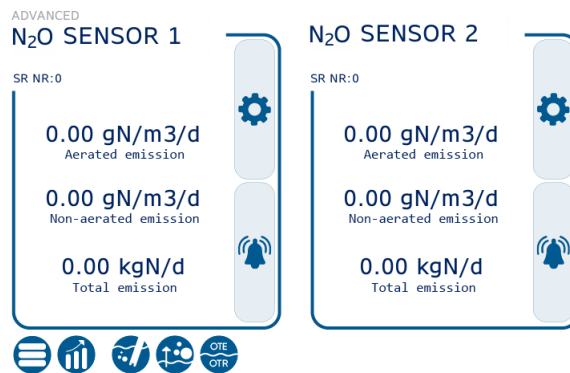 ADVANCED
N₂O SENSOR 1
SR NR:0
0.00 gN/m3/d
Aerated emission
0.00 gN/m3/d
Non-aerated emission
0.00 kgN/d
Total emission
N₂O SENSOR 2
SR NR:0
0.00 gN/m3/d
Aerated emission
0.00 gN/m3/d
Non-aerated emission
0.00 kgN/d
Total emission
OTE
OTR